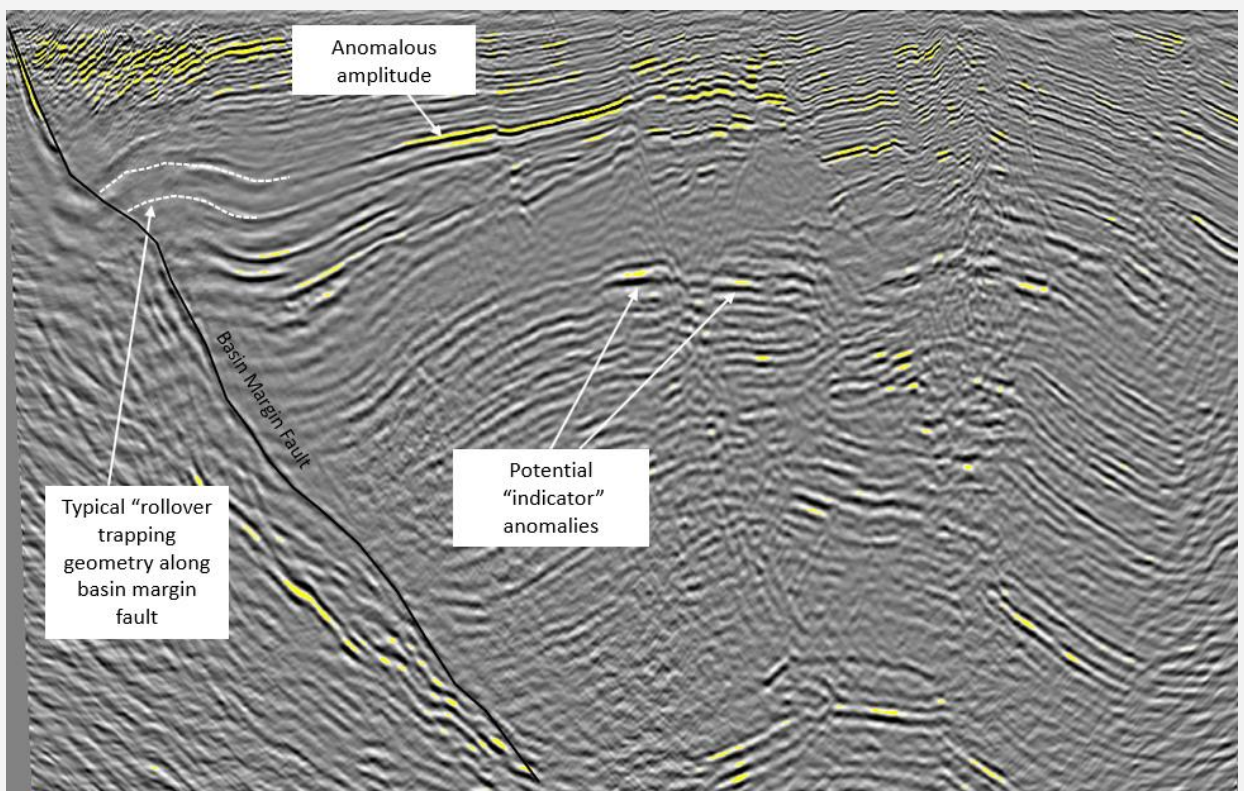 Anomalous
amplitude
Basin Margin Fault
Potential
“indicator”
anomalies
Typical “rollover
trapping
geometry along
basin margin
fault